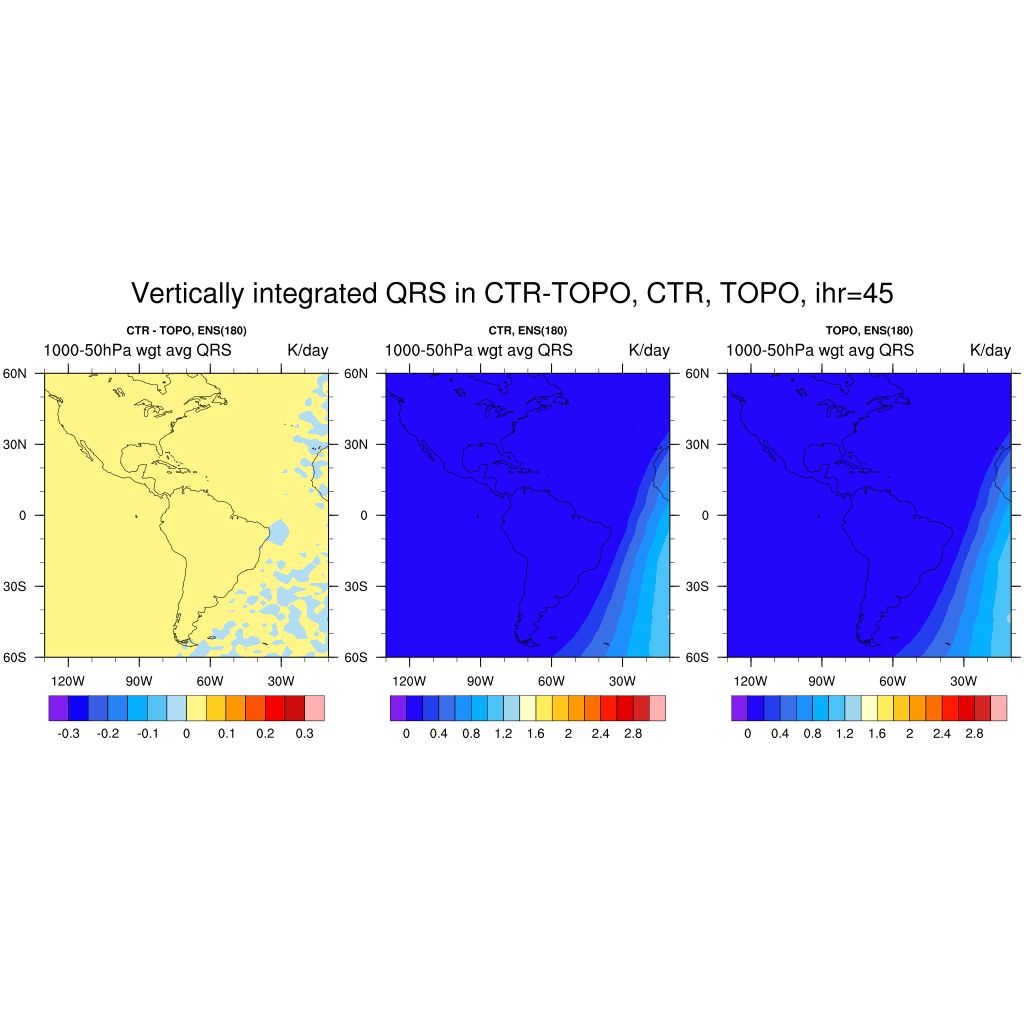 Vertically integrated QRS in CTR-TOPO, CTR, TOPO, ihr=45
CTR - TOPO, ENS(180)
1000-50hPa wgt avg QRS K/day
60N
30N
0
30S
60S
120W 90W 60W 30W
-0.3 -0.2 -0.1 0 0.1 0.2 0.3
CTR, ENS(180)
1000-50hPa wgt avg QRS K/day
60N
30N
0
30S
60S
120W 90W 60W 30W
0 0.4 0.8 1.2 1.6 2 2.4 2.8
TOPO, ENS(180)
1000-50hPa wgt avg QRS K/day
60N
30N
0
30S
60S
120W 90W 60W 30W
0 0.4 0.8 1.2 1.6 2 2.4 2.8